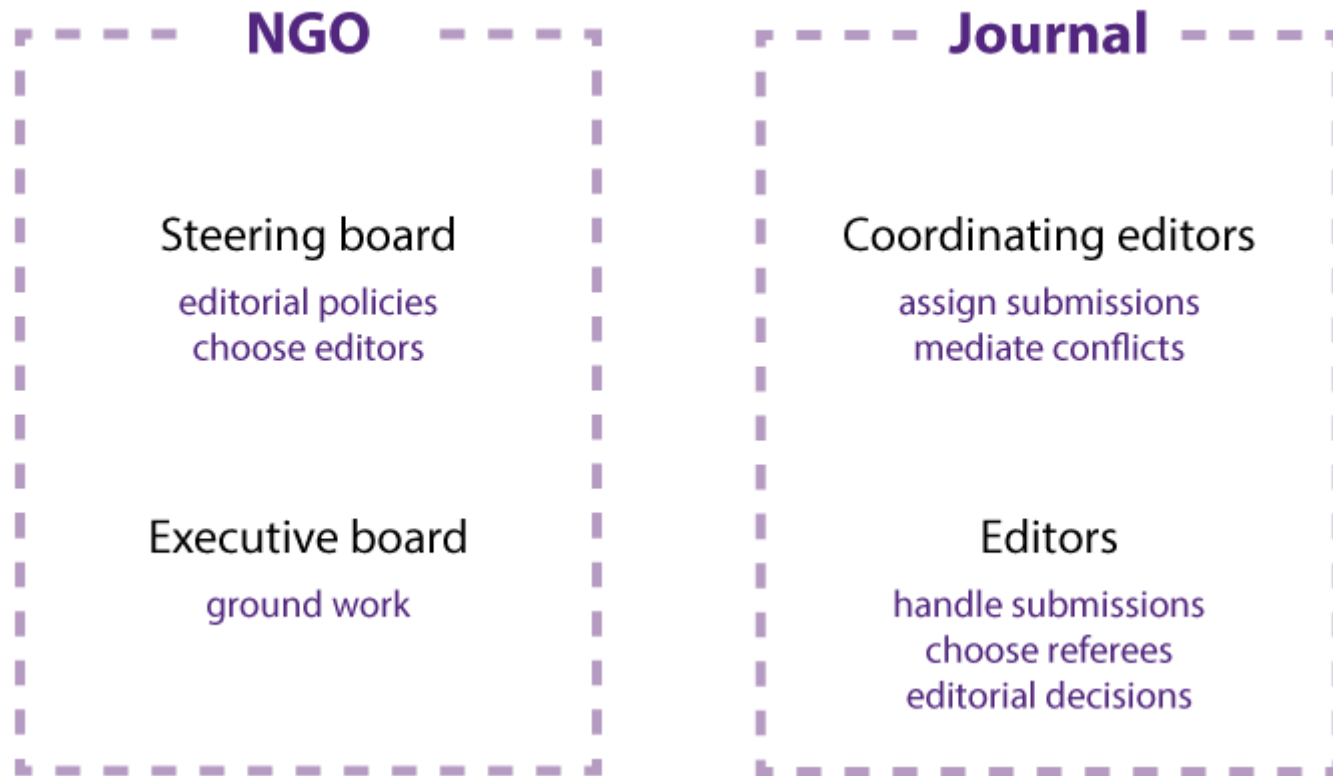 NGO
Steering board
editorial policies
choose editors
Executive board
ground work
Journal
Coordinating editors
assign submissions
mediate conflicts
Editors
handle submissions
choose referees
editorial decisions